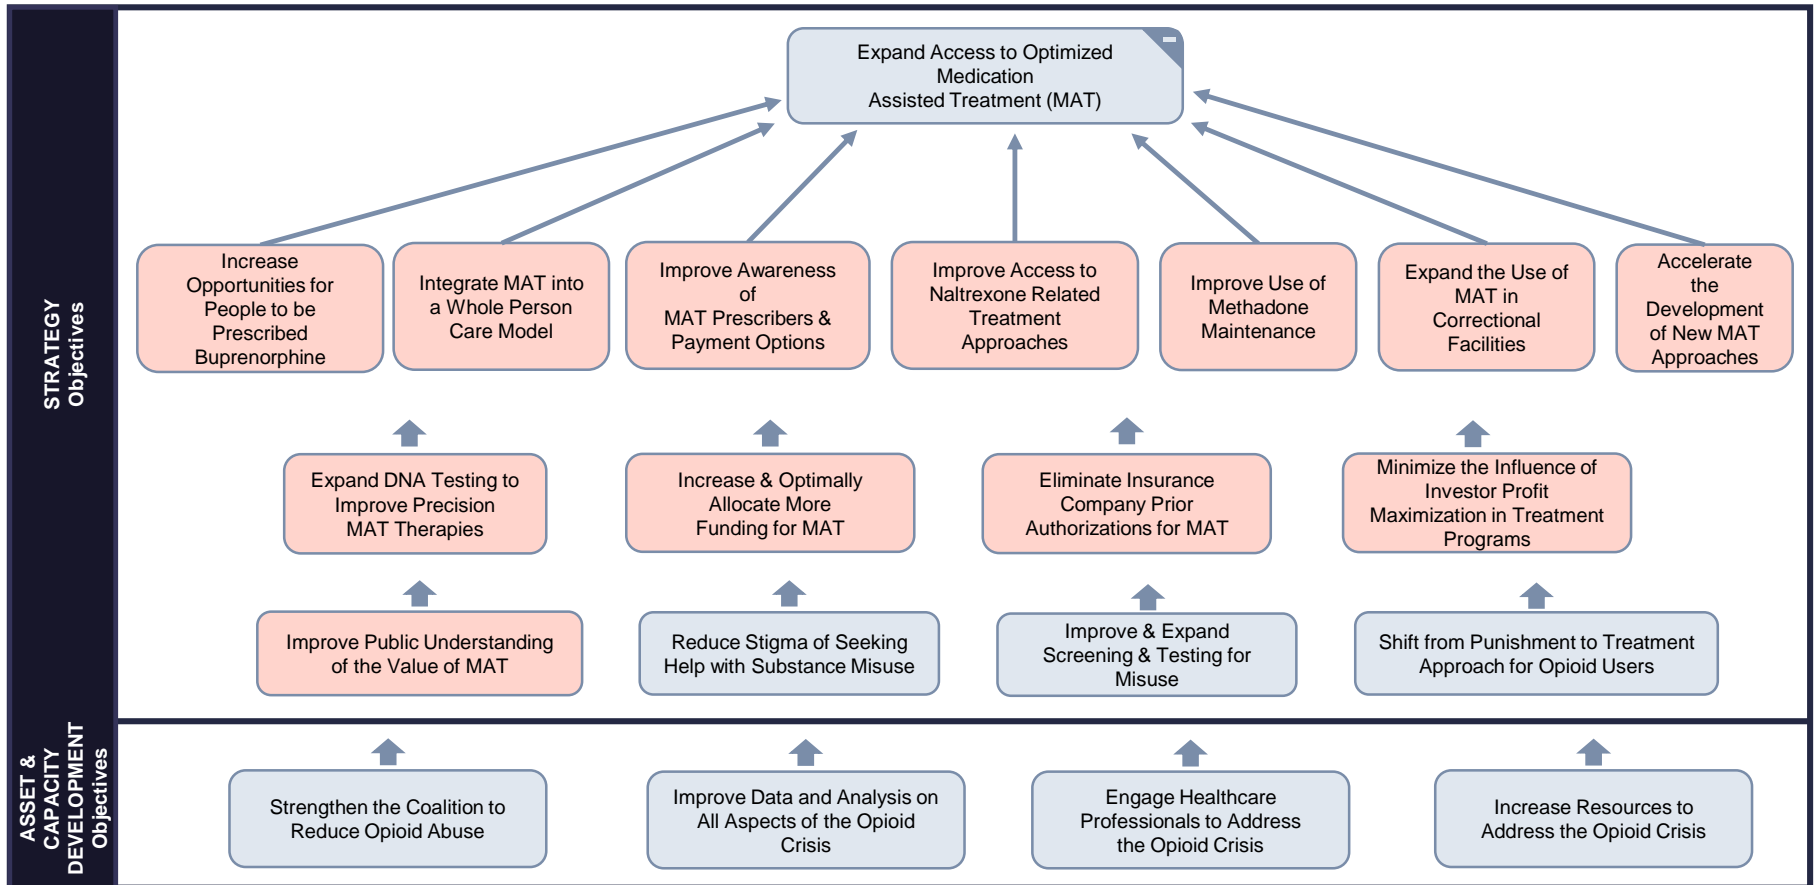 Expand Access to Optimized
Medication
Assisted Treatment (MAT)
STRATEGY
Objectives
Increase
Opportunities for
People to be
Prescribed
Buprenorphine
Integrate MAT into
a Whole Person
Care Model
Improve Awareness
of
MAT Prescribers &
Payment Options
Improve Access to
Naltrexone Related
Treatment
Approaches
Improve Use of
Methadone
Maintenance
Expand the Use of
MAT in
Correctional
Facilities
Accelerate
the
Development
of New MAT
Approaches
Expand DNA Testing to
Improve Precision
MAT Therapies
Increase & Optimally
Allocate More
Funding for MAT
Eliminate Insurance
Company Prior
Authorizations for MAT
Minimize the Influence of
Investor Profit
Maximization in Treatment
Programs
Improve Public Understanding
of the Value of MAT
Reduce Stigma of Seeking
Help with Substance Misuse
Improve & Expand
Screening & Testing for
Misuse
Shift from Punishment to Treatment
Approach for Opioid Users
ASSET &
CAPACITY
DEVELOPMENT
Objectives
Strengthen the Coalition to
Reduce Opioid Abuse
Improve Data and Analysis on
All Aspects of the Opioid
Crisis
Engage Healthcare
Professionals to Address
the Opioid Crisis
Increase Resources to
Address the Opioid Crisis